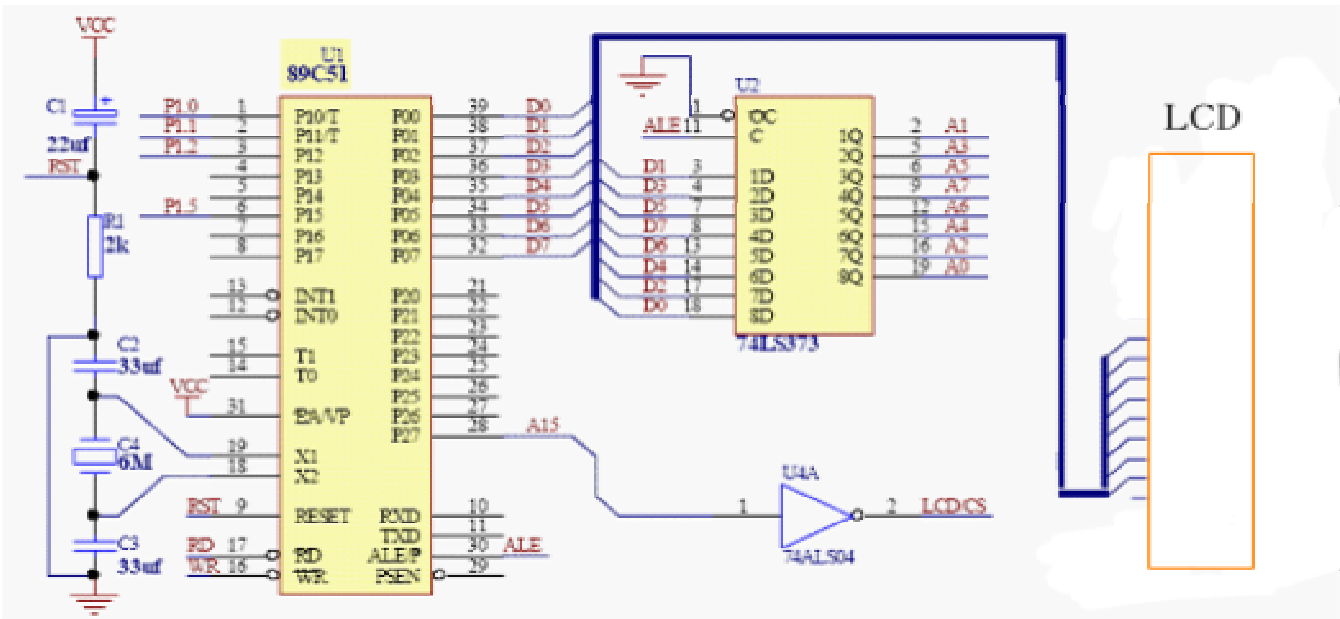 VCC
C1
+
22uf
RST
R1
2k
C2
33uf
C4
6M
C3
33uf
VCC
U1
89C51
P1.0 1 P10/T P00 39 D0
P1.1 2 P11/T P01 38 D1
P1.2 3 P12 P02 37 D2
4 P13 P03 36 D3
5 P14 P04 35 D4
P1.5 6 P15 P05 34 D5
7 P16 P06 33 D6
8 P17 P07 32 D7
13 INT1 P20 21
12 INT0 P21 22
P22 23
15 T1 P23 24
14 T0 P24 25
P25 26
31 EA/VP P26 27
P27 28 A15
19 X1
18 X2
RST 9 RESET RXD 10
TXD 11
RD 17 RD ALE/P 30 ALE
WR 16 WR PSEN 29
U2
1 OC
ALE 11 C
1Q 2 A1
2Q 5 A3
D1 3 1D 3Q 6 A5
D3 4 2D 4Q 9 A7
D5 7 3D 5Q 12 A6
D7 8 4D 6Q 15 A4
D6 13 5D 7Q 16 A2
D4 14 6D 8Q 19 A0
D2 17 7D
D0 18 8D
74LS373
U4A
1 2 LCDCS
74ALS04
LCD